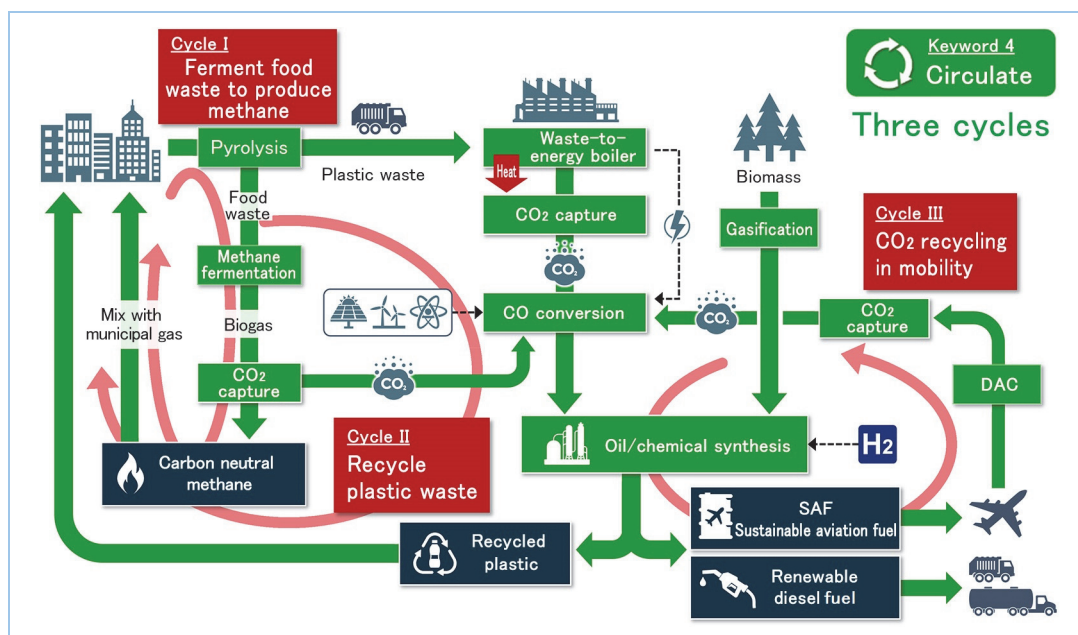 Cycle I
Ferment food
waste to produce
methane
Keyword 4
Circulate
Three cycles
Pyrolysis
Plastic waste
Waste-to-
energy boiler
Heat
Biomass
Food
waste
CO2 capture
Gasification
Cycle III
CO2 recycling
in mobility
Methane
fermentation
CO2
Mix with
municipal gas
Biogas
CO conversion
CO2
CO2
capture
CO2
capture
CO2
DAC
Cycle II
Recycle
plastic waste
Oil/chemical synthesis
H2
Carbon neutral
methane
SAF
Sustainable aviation fuel
Recycled
plastic
Renewable
diesel fuel